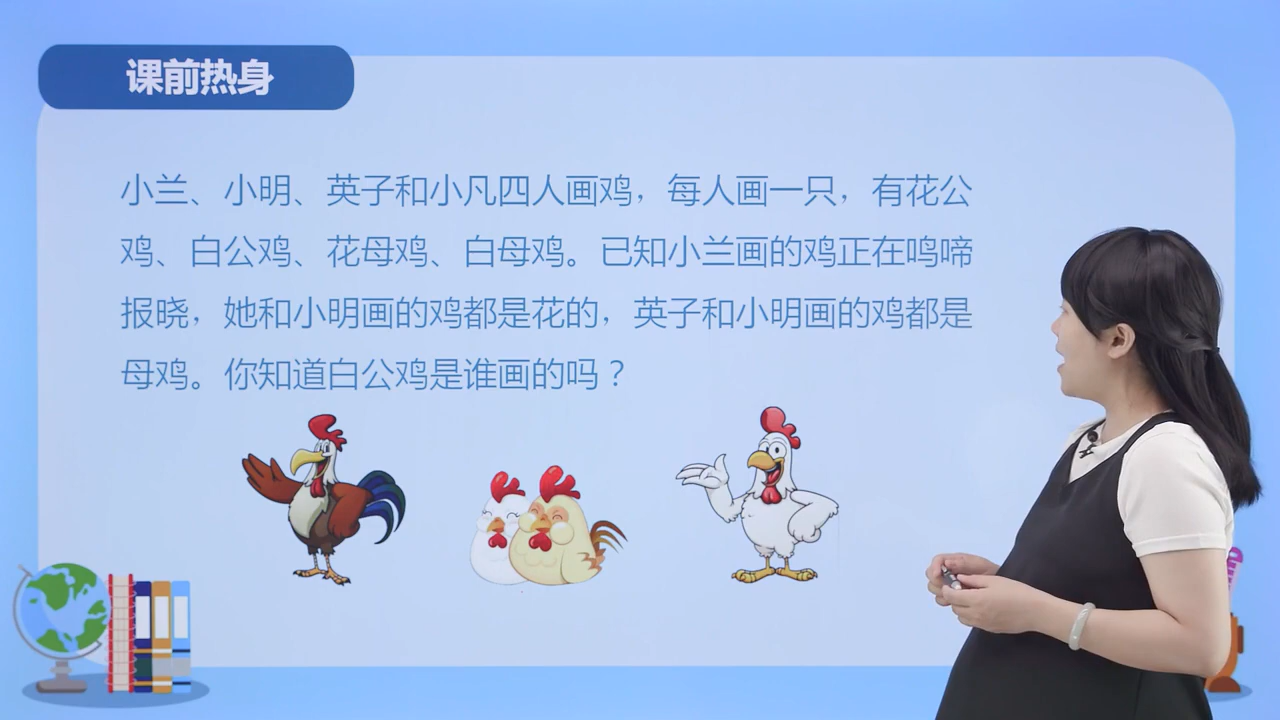 课前热身
小兰、小明、英子和小凡四人画鸡，每人画一只，有花公
鸡、白公鸡、花母鸡、白母鸡。已知小兰画的鸡正在鸣啼
报晓，她和小明画的鸡都是花的，英子和小明画的鸡都是
母鸡。你知道白公鸡是谁画的吗？